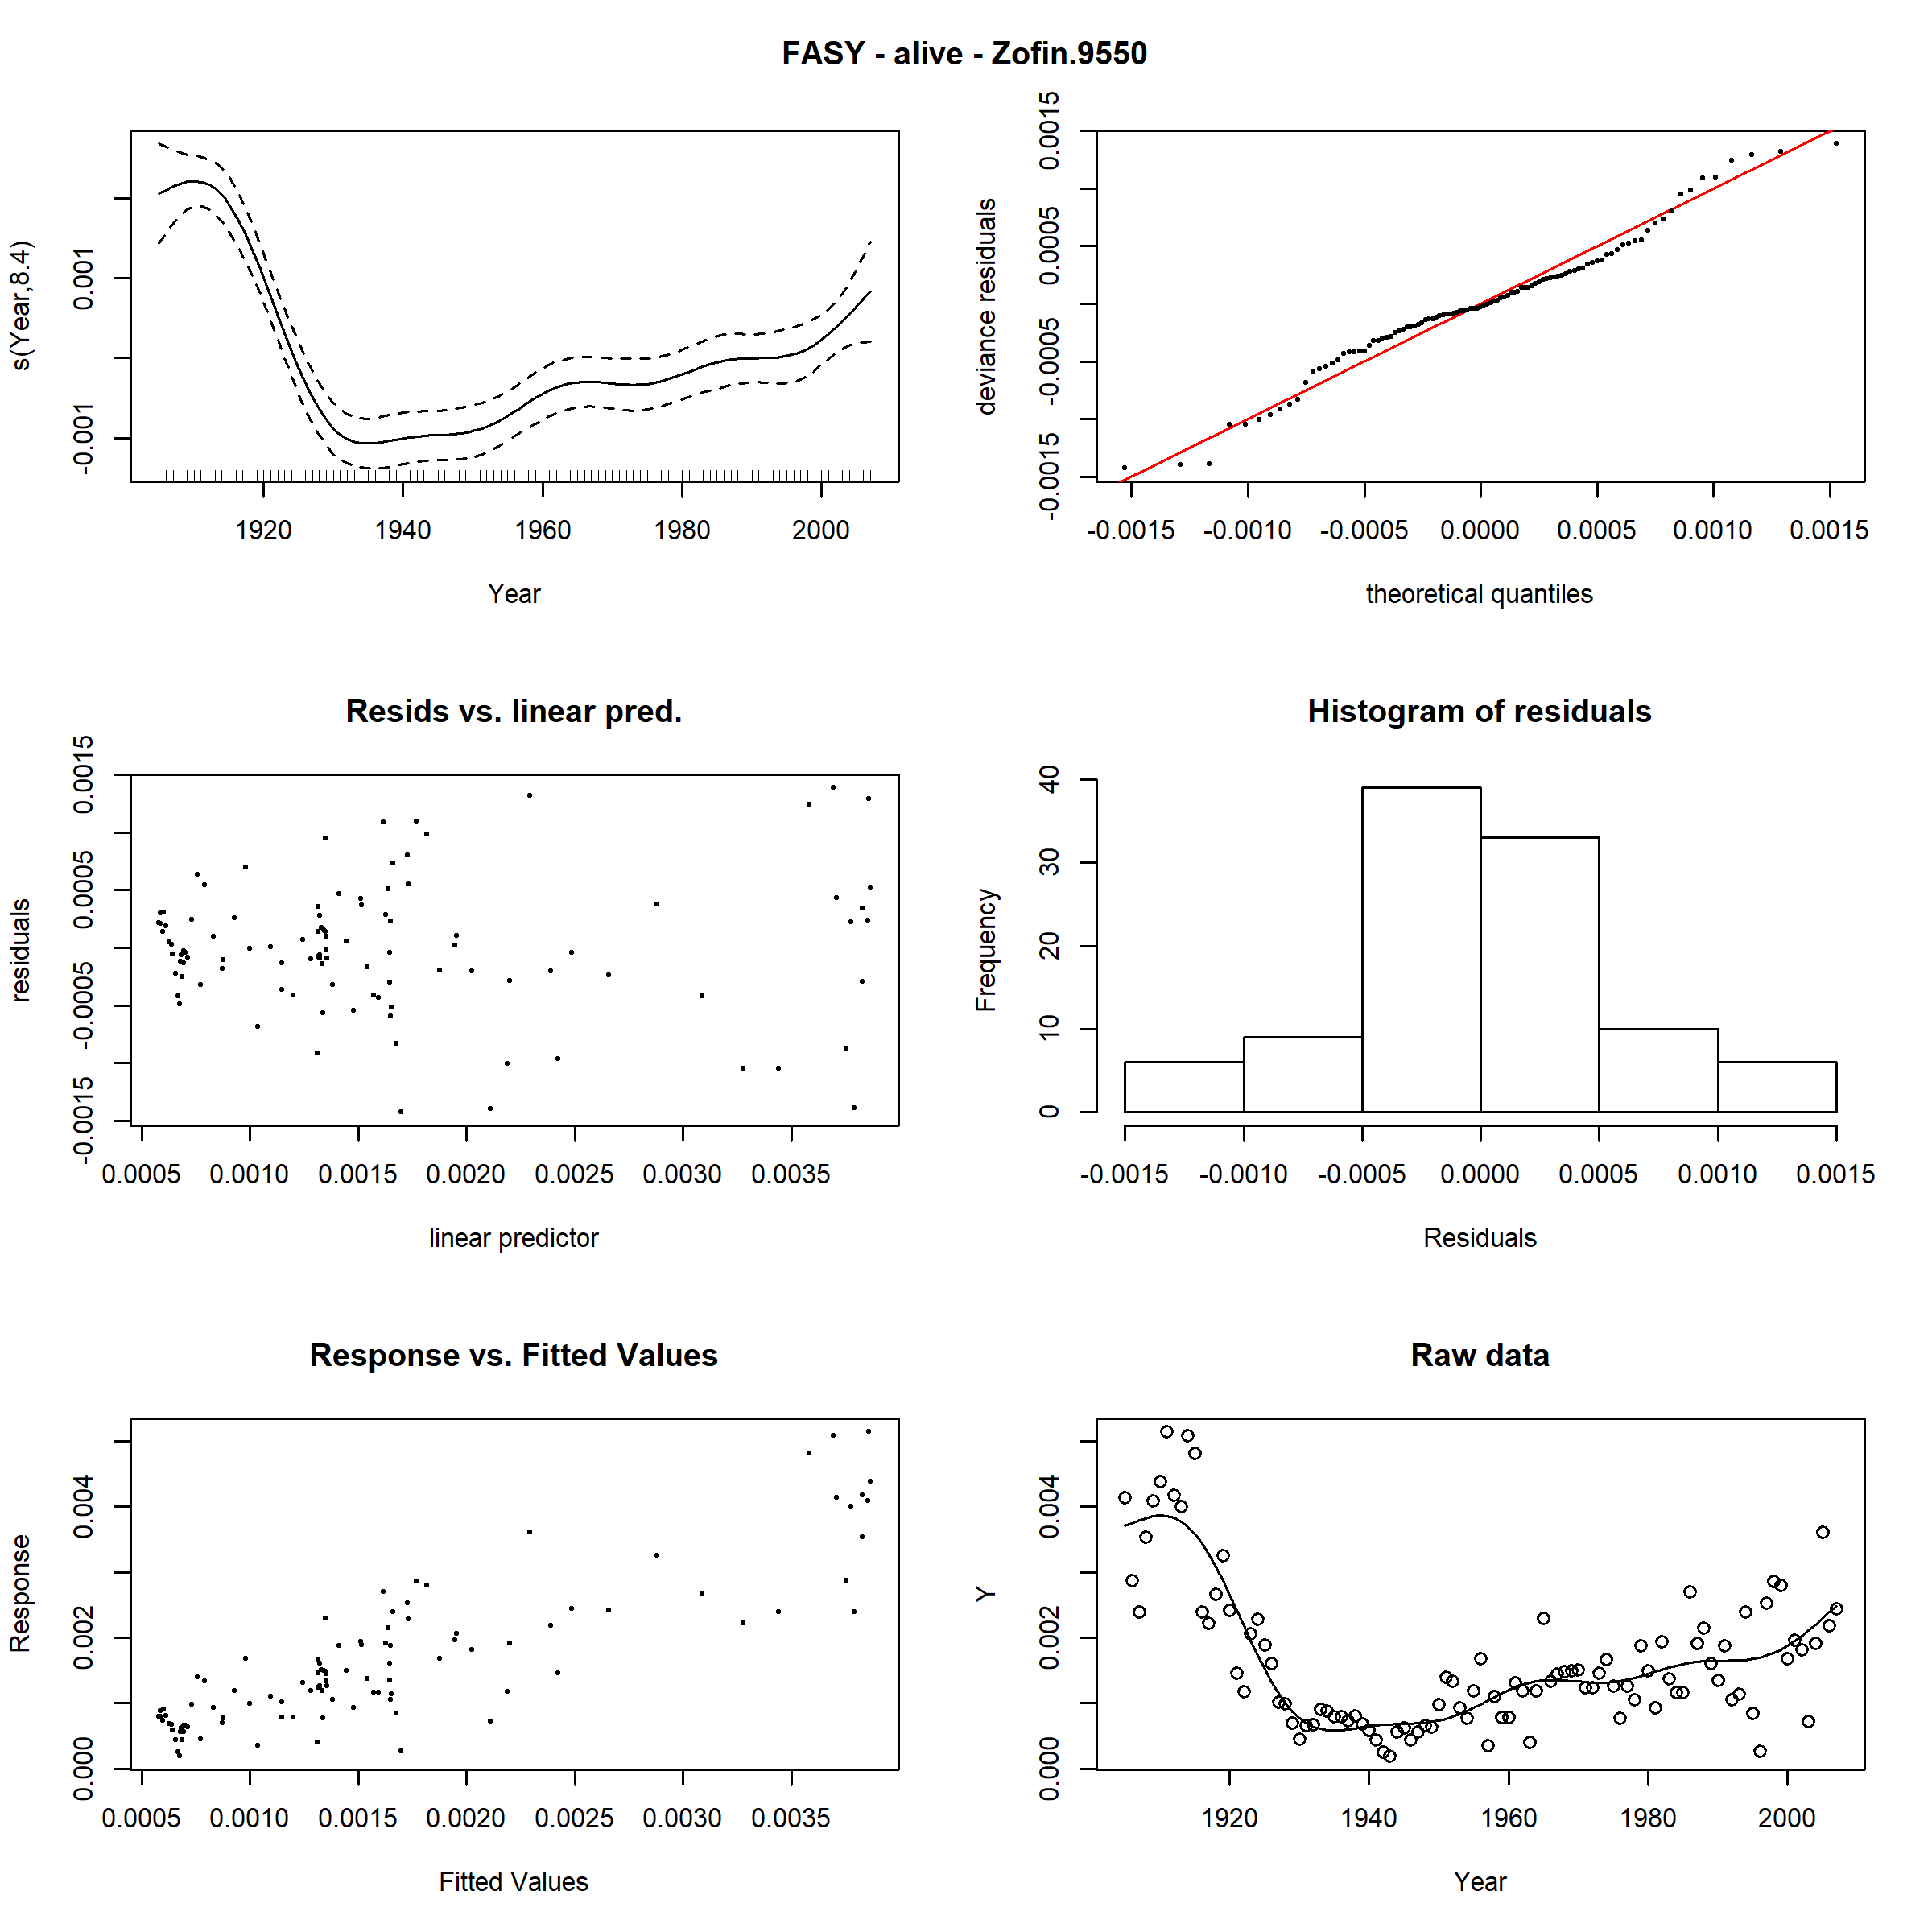 FASY - alive - Zofin.9550
s(Year,8.4)
-0.001 0.001
1920 1940 1960 1980 2000
Year
deviance residuals
-0.0015 -0.0005 0.0005 0.0015
-0.0015 -0.0010 -0.0005 0.0000 0.0005 0.0010 0.0015
theoretical quantiles
Resids vs. linear pred.
residuals
-0.0015 -0.0005 0.0005 0.0015
0.0005 0.0010 0.0015 0.0020 0.0025 0.0030 0.0035
linear predictor
Histogram of residuals
Frequency
0 10 20 30 40
-0.0015 -0.0010 -0.0005 0.0000 0.0005 0.0010 0.0015
Residuals
Response vs. Fitted Values
Response
0.000 0.002 0.004
0.0005 0.0010 0.0015 0.0020 0.0025 0.0030 0.0035
Fitted Values
Raw data
Y
0.000 0.002 0.004
1920 1940 1960 1980 2000
Year